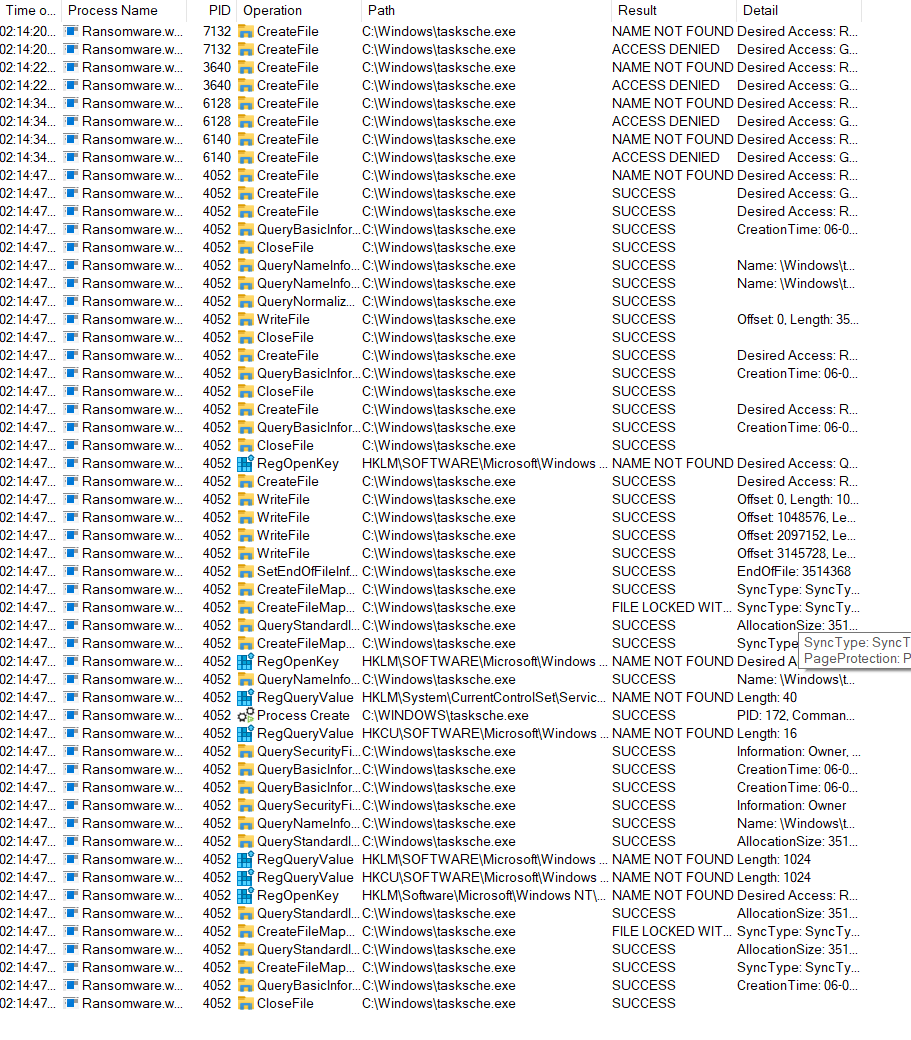 Time o... Process Name PID Operation Path Result Detail
02:14:20... Ransomware.w... 7132 CreateFile C:\Windows\tasksche.exe NAME NOT FOUND Desired Access: R...
02:14:20... Ransomware.w... 7132 CreateFile C:\Windows\tasksche.exe ACCESS DENIED Desired Access: G...
02:14:22... Ransomware.w... 3640 CreateFile C:\Windows\tasksche.exe NAME NOT FOUND Desired Access: R...
02:14:22... Ransomware.w... 3640 CreateFile C:\Windows\tasksche.exe ACCESS DENIED Desired Access: G...
02:14:34... Ransomware.w... 6128 CreateFile C:\Windows\tasksche.exe NAME NOT FOUND Desired Access: R...
02:14:34... Ransomware.w... 6128 CreateFile C:\Windows\tasksche.exe ACCESS DENIED Desired Access: G...
02:14:34... Ransomware.w... 6140 CreateFile C:\Windows\tasksche.exe NAME NOT FOUND Desired Access: R...
02:14:34... Ransomware.w... 6140 CreateFile C:\Windows\tasksche.exe ACCESS DENIED Desired Access: G...
02:14:47... Ransomware.w... 4052 CreateFile C:\Windows\tasksche.exe NAME NOT FOUND Desired Access: R...
02:14:47... Ransomware.w... 4052 CreateFile C:\Windows\tasksche.exe SUCCESS Desired Access: G...
02:14:47... Ransomware.w... 4052 CreateFile C:\Windows\tasksche.exe SUCCESS Desired Access: R...
02:14:47... Ransomware.w... 4052 QueryBasicInfor... C:\Windows\tasksche.exe SUCCESS CreationTime: 06-0...
02:14:47... Ransomware.w... 4052 CloseFile C:\Windows\tasksche.exe SUCCESS
02:14:47... Ransomware.w... 4052 QueryNameInfo... C:\Windows\tasksche.exe SUCCESS Name: \Windows\t...
02:14:47... Ransomware.w... 4052 QueryNameInfo... C:\Windows\tasksche.exe SUCCESS Name: \Windows\t...
02:14:47... Ransomware.w... 4052 QueryNormaliz... C:\Windows\tasksche.exe SUCCESS
02:14:47... Ransomware.w... 4052 WriteFile C:\Windows\tasksche.exe SUCCESS Offset: 0, Length: 35...
02:14:47... Ransomware.w... 4052 CloseFile C:\Windows\tasksche.exe SUCCESS
02:14:47... Ransomware.w... 4052 CreateFile C:\Windows\tasksche.exe SUCCESS Desired Access: R...
02:14:47... Ransomware.w... 4052 QueryBasicInfor... C:\Windows\tasksche.exe SUCCESS CreationTime: 06-0...
02:14:47... Ransomware.w... 4052 CloseFile C:\Windows\tasksche.exe SUCCESS
02:14:47... Ransomware.w... 4052 CreateFile C:\Windows\tasksche.exe SUCCESS Desired Access: R...
02:14:47... Ransomware.w... 4052 QueryBasicInfor... C:\Windows\tasksche.exe SUCCESS CreationTime: 06-0...
02:14:47... Ransomware.w... 4052 CloseFile C:\Windows\tasksche.exe SUCCESS
02:14:47... Ransomware.w... 4052 RegOpenKey HKLM\SOFTWARE\Microsoft\Windows ... NAME NOT FOUND Desired Access: Q...
02:14:47... Ransomware.w... 4052 CreateFile C:\Windows\tasksche.exe SUCCESS Desired Access: R...
02:14:47... Ransomware.w... 4052 WriteFile C:\Windows\tasksche.exe SUCCESS Offset: 0, Length: 10...
02:14:47... Ransomware.w... 4052 WriteFile C:\Windows\tasksche.exe SUCCESS Offset: 1048576, Le...
02:14:47... Ransomware.w... 4052 WriteFile C:\Windows\tasksche.exe SUCCESS Offset: 2097152, Le...
02:14:47... Ransomware.w... 4052 WriteFile C:\Windows\tasksche.exe SUCCESS Offset: 3145728, Le...
02:14:47... Ransomware.w... 4052 SetEndOfFileInf... C:\Windows\tasksche.exe SUCCESS EndOfFile: 3514368
02:14:47... Ransomware.w... 4052 CreateFileMap... C:\Windows\tasksche.exe SUCCESS SyncType: SyncTy...
02:14:47... Ransomware.w... 4052 CreateFileMap... C:\Windows\tasksche.exe FILE LOCKED WIT... SyncType: SyncTy...
02:14:47... Ransomware.w... 4052 QueryStandardI... C:\Windows\tasksche.exe SUCCESS AllocationSize: 351...
02:14:47... Ransomware.w... 4052 CreateFileMap... C:\Windows\tasksche.exe SUCCESS SyncType
SyncType: SyncT
02:14:47... Ransomware.w... 4052 RegOpenKey HKLM\SOFTWARE\Microsoft\Windows ... NAME NOT FOUND Desired A
PageProtection: P
02:14:47... Ransomware.w... 4052 QueryNameInfo... C:\Windows\tasksche.exe SUCCESS Name: \Windows\t...
02:14:47... Ransomware.w... 4052 RegQueryValue HKLM\System\CurrentControlSet\Servic... NAME NOT FOUND Length: 40
02:14:47... Ransomware.w... 4052 Process Create C:\WINDOWS\tasksche.exe SUCCESS PID: 172, Comman...
02:14:47... Ransomware.w... 4052 RegQueryValue HKCU\SOFTWARE\Microsoft\Windows ... NAME NOT FOUND Length: 16
02:14:47... Ransomware.w... 4052 QuerySecurityFi... C:\Windows\tasksche.exe SUCCESS Information: Owner, ...
02:14:47... Ransomware.w... 4052 QueryBasicInfor... C:\Windows\tasksche.exe SUCCESS CreationTime: 06-0...
02:14:47... Ransomware.w... 4052 QueryBasicInfor... C:\Windows\tasksche.exe SUCCESS CreationTime: 06-0...
02:14:47... Ransomware.w... 4052 QuerySecurityFi... C:\Windows\tasksche.exe SUCCESS Information: Owner
02:14:47... Ransomware.w... 4052 QueryNameInfo... C:\Windows\tasksche.exe SUCCESS Name: \Windows\t...
02:14:47... Ransomware.w... 4052 QueryStandardI... C:\Windows\tasksche.exe SUCCESS AllocationSize: 351...
02:14:47... Ransomware.w... 4052 RegQueryValue HKLM\SOFTWARE\Microsoft\Windows ... NAME NOT FOUND Length: 1024
02:14:47... Ransomware.w... 4052 RegQueryValue HKCU\SOFTWARE\Microsoft\Windows ... NAME NOT FOUND Length: 1024
02:14:47... Ransomware.w... 4052 RegOpenKey HKLM\Software\Microsoft\Windows NT\... NAME NOT FOUND Desired Access: R...
02:14:47... Ransomware.w... 4052 QueryStandardI... C:\Windows\tasksche.exe SUCCESS AllocationSize: 351...
02:14:47... Ransomware.w... 4052 CreateFileMap... C:\Windows\tasksche.exe FILE LOCKED WIT... SyncType: SyncTy...
02:14:47... Ransomware.w... 4052 QueryStandardI... C:\Windows\tasksche.exe SUCCESS AllocationSize: 351...
02:14:47... Ransomware.w... 4052 CreateFileMap... C:\Windows\tasksche.exe SUCCESS SyncType: SyncTy...
02:14:47... Ransomware.w... 4052 QueryBasicInfor... C:\Windows\tasksche.exe SUCCESS CreationTime: 06-0...
02:14:47... Ransomware.w... 4052 CloseFile C:\Windows\tasksche.exe SUCCESS